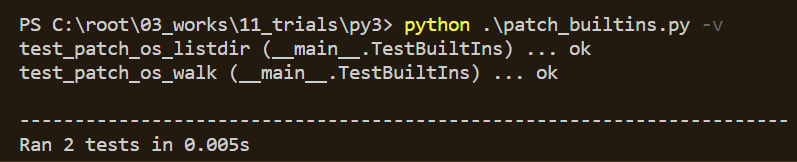 PS C:\root\03_works\11_trials\py3> python .\patch_builtins.py -v
test_patch_os_listdir (__main__.TestBuiltIns) ... ok
test_patch_os_walk (__main__.TestBuiltIns) ... ok
----------------------------------------------------------------------
Ran 2 tests in 0.005s